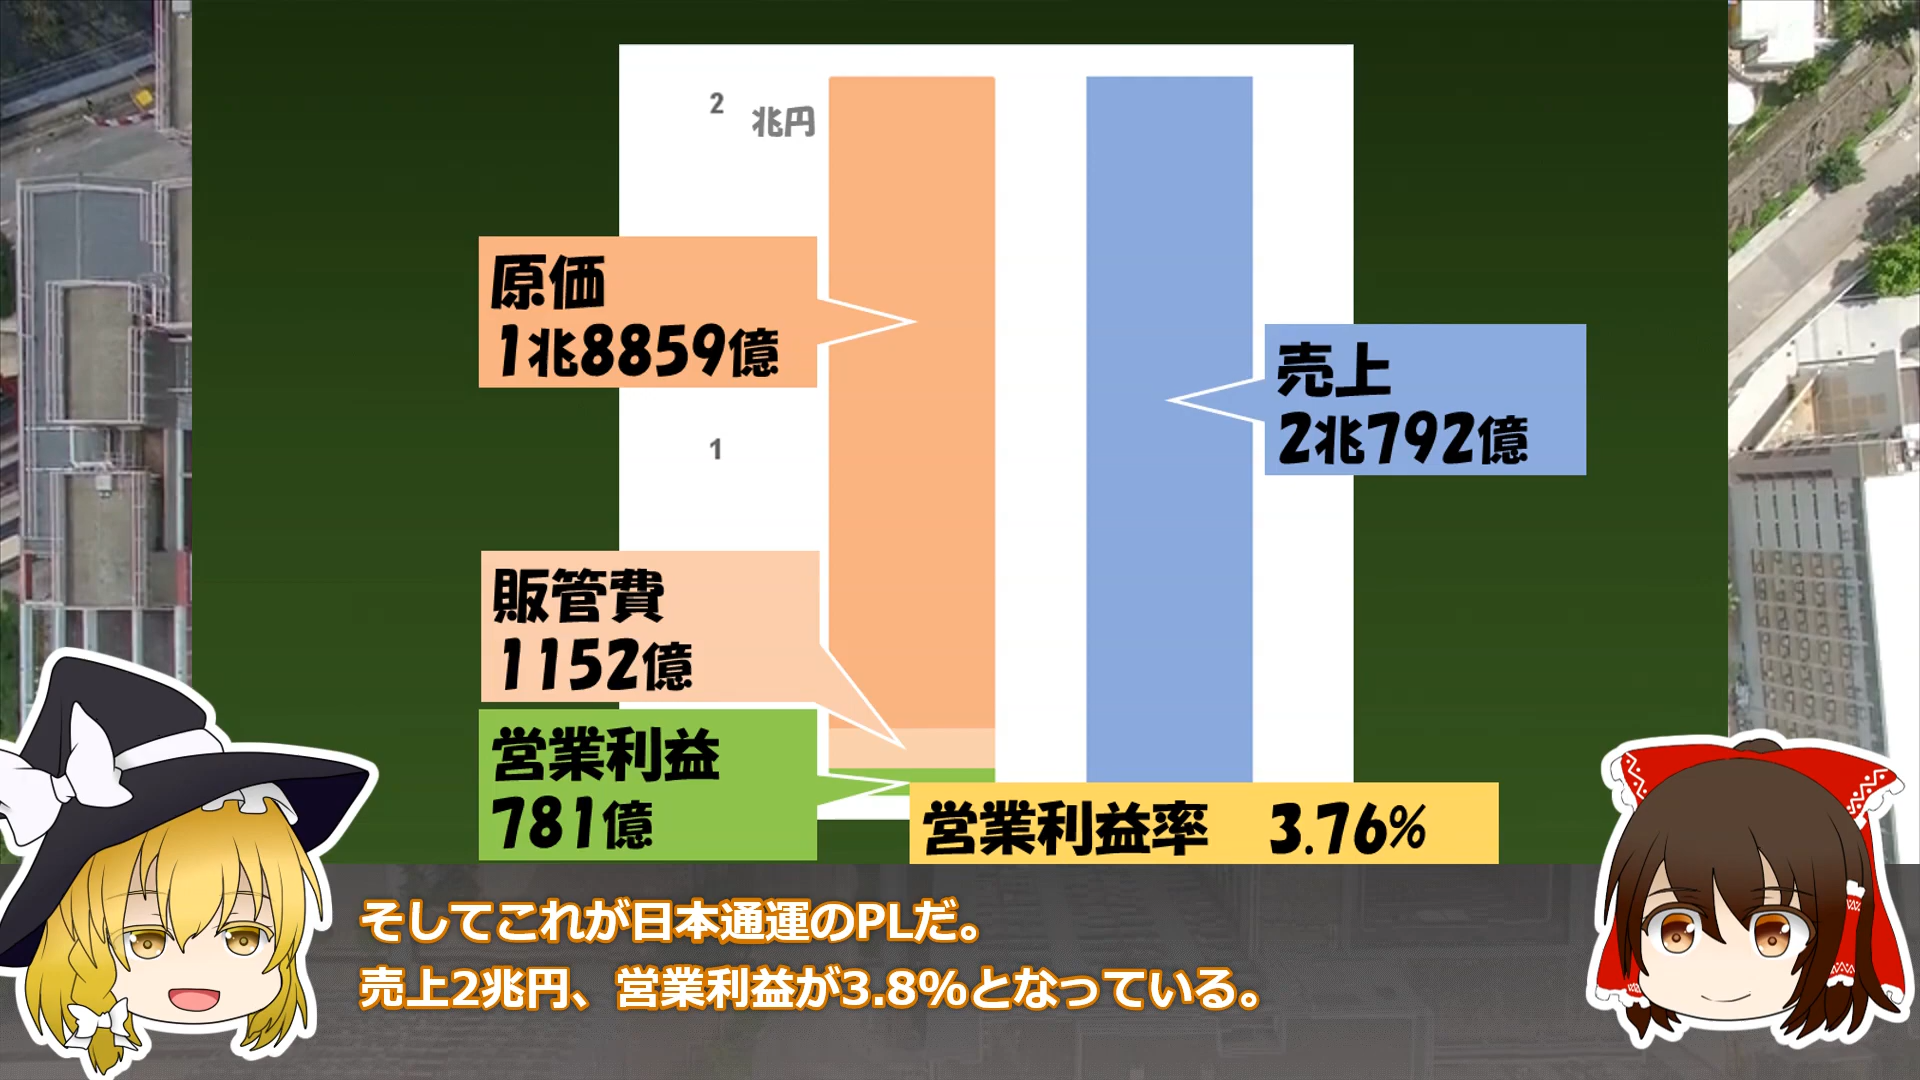 2 兆円
原価
1兆8859億
売上
2兆792億
1
販管費
1152億
営業利益
781億
営業利益率 3.76%
そしてこれが日本通運のPLだ。
売上2兆円、営業利益が3.8%となっている。